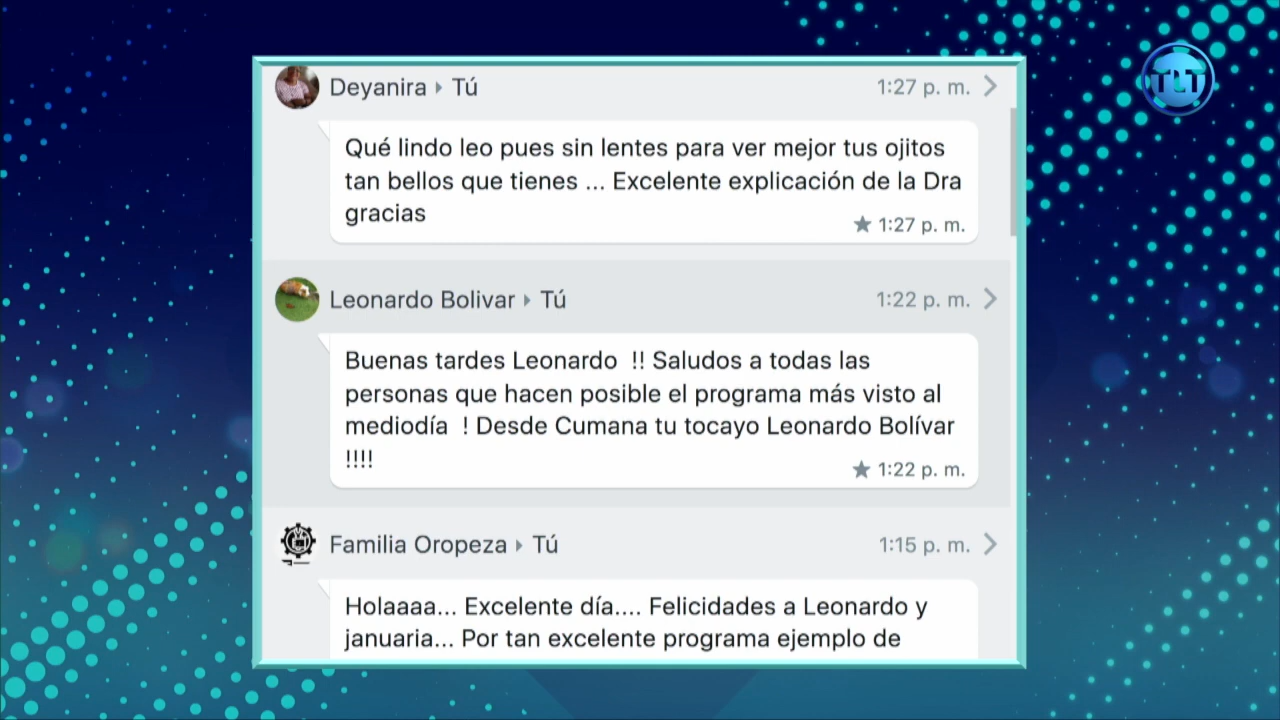 TLT
Deyanira ▸ Tú 1:27 p. m.
Qué lindo leo pues sin lentes para ver mejor tus ojitos
tan bellos que tienes ... Excelente explicación de la Dra
gracias
★ 1:27 p. m.
Leonardo Bolivar ▸ Tú 1:22 p. m.
Buenas tardes Leonardo !! Saludos a todas las
personas que hacen posible el programa más visto al
mediodía ! Desde Cumana tu tocayo Leonardo Bolívar
!!!!
★ 1:22 p. m.
Familia Oropeza ▸ Tú 1:15 p. m.
Holaaaa... Excelente día.... Felicidades a Leonardo y
januaria... Por tan excelente programa ejemplo de